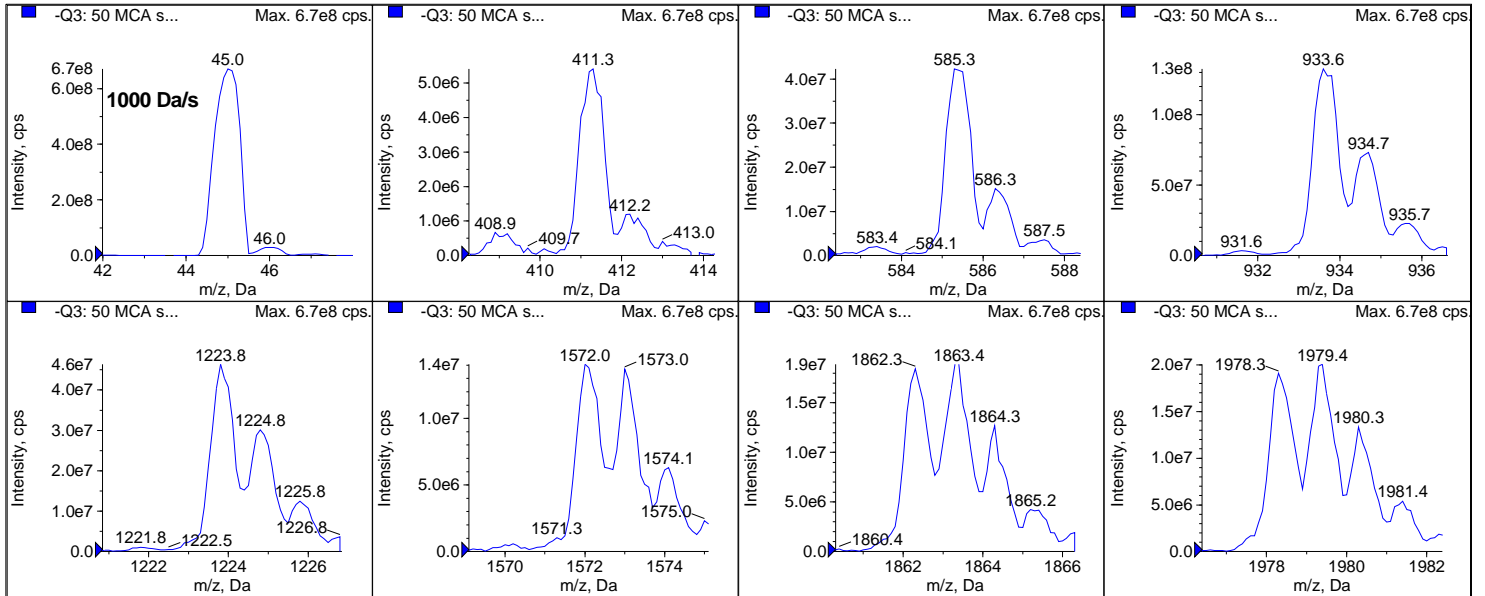 -Q3: 50 MCA s... Max. 6.7e8 cps.
45.0
6.7e8
6.0e8
1000 Da/s
4.0e8
2.0e8
46.0
0.0
42 44 46
m/z, Da
Intensity, cps
-Q3: 50 MCA s... Max. 6.7e8 cps.
411.3
5.0e6
4.0e6
3.0e6
2.0e6
412.2
1.0e6
408.9
409.7
413.0
0.0
410 412 414
m/z, Da
Intensity, cps
-Q3: 50 MCA s... Max. 6.7e8 cps.
585.3
4.0e7
3.0e7
2.0e7
586.3
1.0e7
583.4
584.1
587.5
0.0
584 586 588
m/z, Da
Intensity, cps
-Q3: 50 MCA s... Max. 6.7e8 cps.
933.6
1.3e8
1.0e8
934.7
5.0e7
935.7
931.6
0.0
932 934 936
m/z, Da
Intensity, cps
-Q3: 50 MCA s... Max. 6.7e8 cps.
1223.8
4.6e7
4.0e7
1224.8
3.0e7
2.0e7
1225.8
1.0e7
1226.8
1221.8
1222.5
0.0
1222 1224 1226
m/z, Da
Intensity, cps
-Q3: 50 MCA s... Max. 6.7e8 cps.
1572.0
1573.0
1.4e7
1.0e7
1574.1
5.0e6
1575.0
1571.3
0.0
1570 1572 1574
m/z, Da
Intensity, cps
-Q3: 50 MCA s... Max. 6.7e8 cps.
1862.3
1863.4
1.9e7
1.5e7
1864.3
1.0e7
5.0e6
1865.2
1860.4
0.0
1862 1864 1866
m/z, Da
Intensity, cps
-Q3: 50 MCA s... Max. 6.7e8 cps.
1978.3
1979.4
2.0e7
1.5e7
1980.3
1.0e7
1981.4
5.0e6
0.0
1978 1980 1982
m/z, Da
Intensity, cps